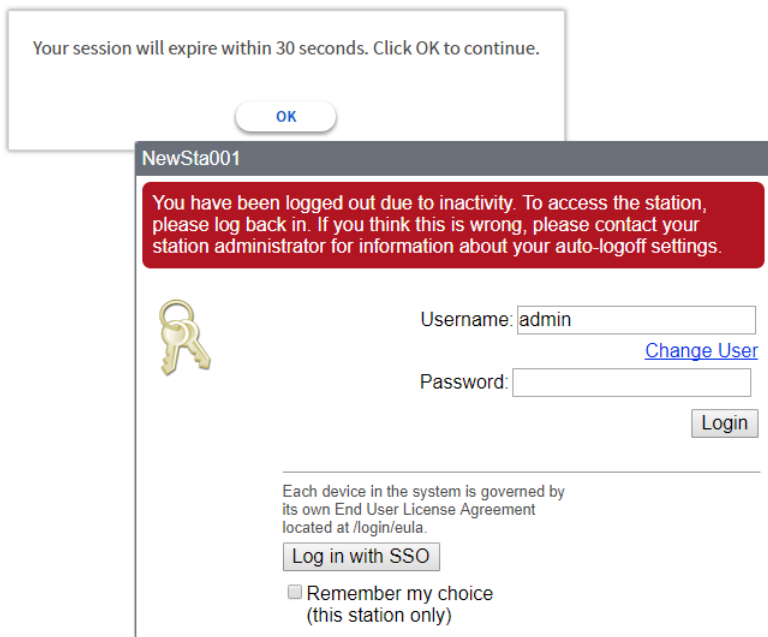 Your session will expire within 30 seconds. Click OK to continue.
OK
NewSta001
You have been logged out due to inactivity. To access the station,
please log back in. If you think this is wrong, please contact your
station administrator for information about your auto-logoff settings.
Username: admin
Change User
Password:
Login
Each device in the system is governed by
its own End User License Agreement
located at /login/eula.
Log in with SSO
Remember my choice
(this station only)